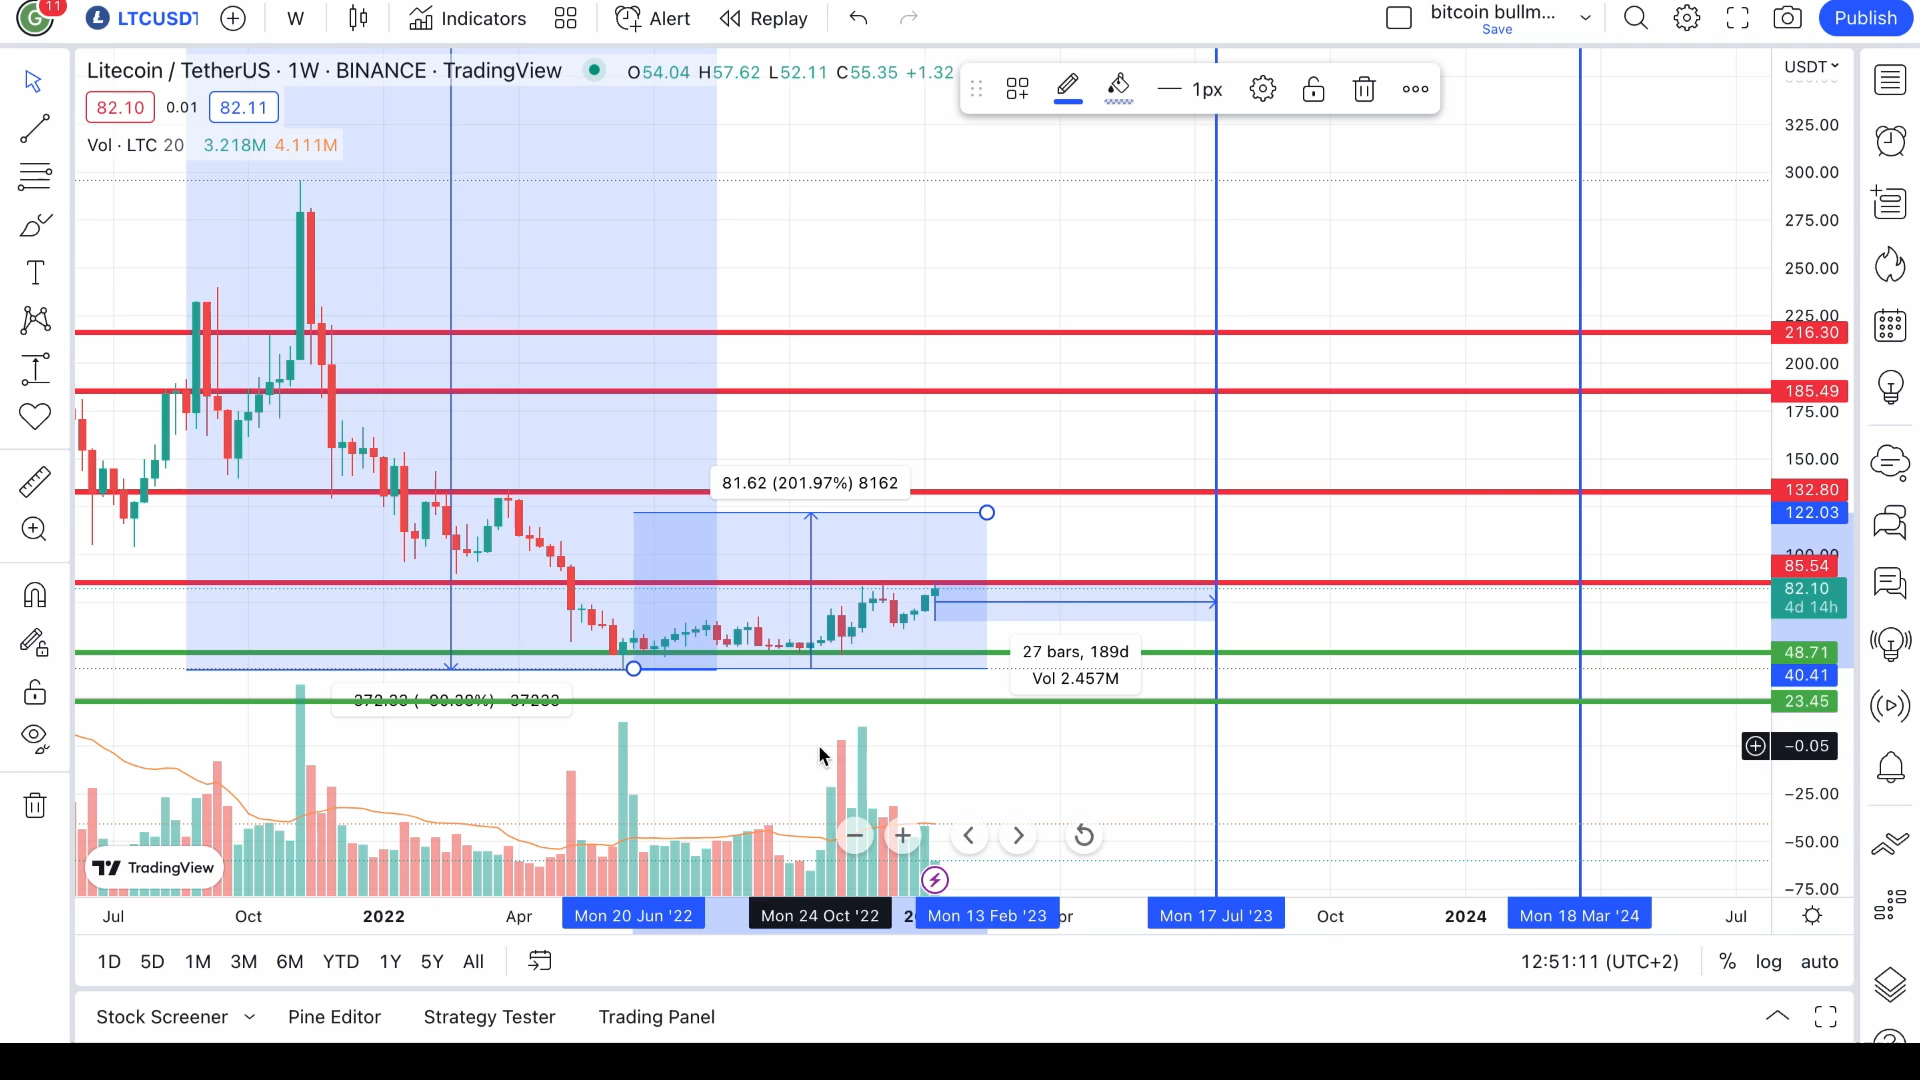 11
LTCUSDT
W
Indicators
Alert
Replay
bitcoin bullm...
Save
Publish
Litecoin / TetherUS · 1W · BINANCE · TradingView
O54.04 H57.62 L52.11 C55.35 +1.32
1px
USDT
82.10
0.01
82.11
Vol · LTC 20 3.218M 4.111M
325.00
300.00
275.00
250.00
225.00
216.30
200.00
185.49
175.00
150.00
81.62 (201.97%) 8162
132.80
122.03
100.00
85.54
82.10
4d 14h
27 bars, 189d
Vol 2.457M
48.71
40.41
23.45
−0.05
−25.00
−50.00
−75.00
TradingView
Jul
Oct
2022
Apr
Mon 20 Jun '22
Mon 24 Oct '22
Mon 13 Feb '23
Mon 17 Jul '23
Oct
2024
Mon 18 Mar '24
Jul
1D 5D 1M 3M 6M YTD 1Y 5Y All
12:51:11 (UTC+2)
% log auto
Stock Screener
Pine Editor
Strategy Tester
Trading Panel